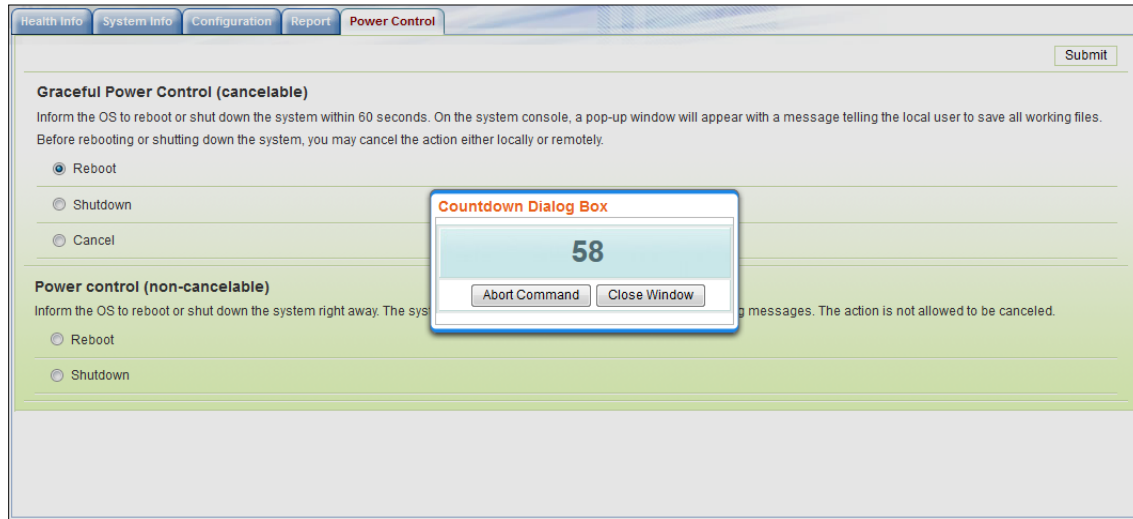 Health Info System Info Configuration Report Power Control
Submit
Graceful Power Control (cancelable)
Inform the OS to reboot or shut down the system within 60 seconds. On the system console, a pop-up window will appear with a message telling the local user to save all working files.
Before rebooting or shutting down the system, you may cancel the action either locally or remotely.
Reboot
Shutdown
Cancel
Countdown Dialog Box
58
Abort Command Close Window
Power control (non-cancelable)
Inform the OS to reboot or shut down the system right away. The messages. The action is not allowed to be canceled.
Reboot
Shutdown